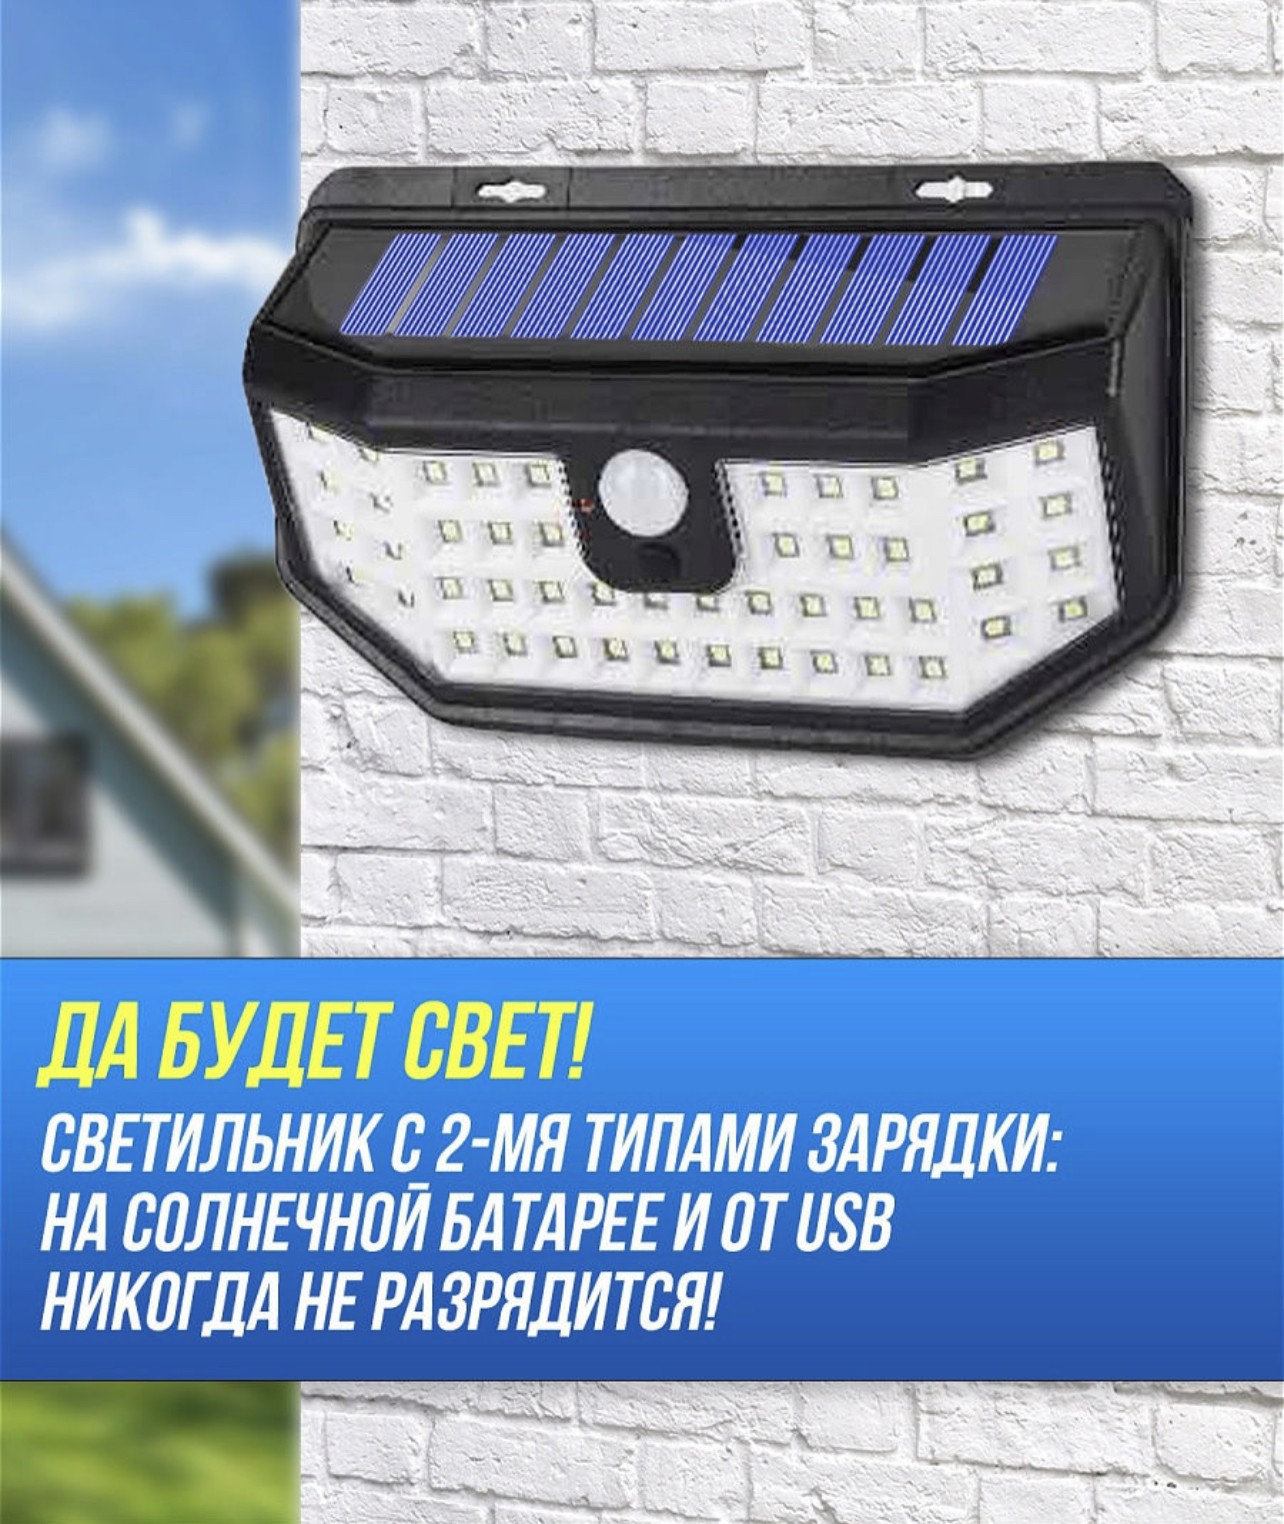 ДА БУДЕТ СВЕТ!
СВЕТИЛЬНИК С 2-МЯ ТИПАМИ ЗАРЯДКИ:
НА СОЛНЕЧНОЙ БАТАРЕЕ И ОТ USB
НИКОГДА НЕ РАЗРЯДИТСЯ!